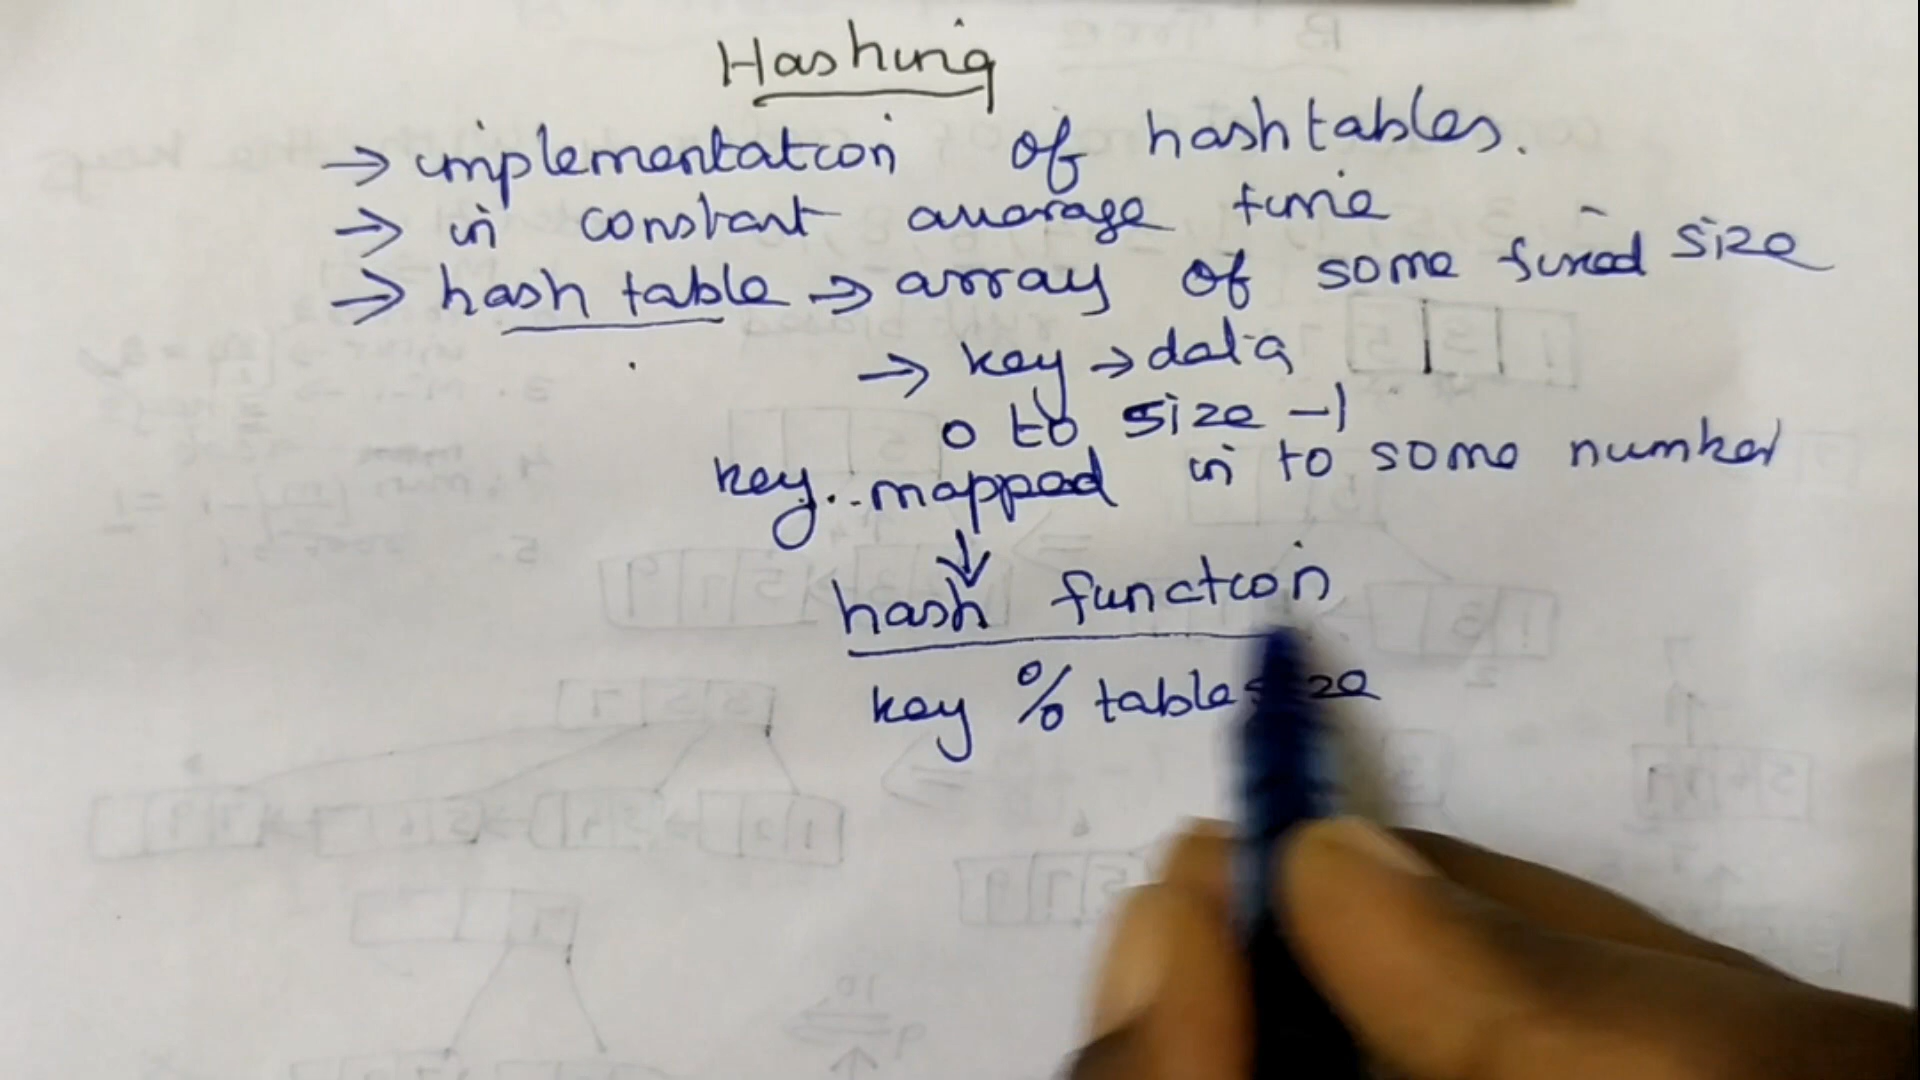 Hashing
→ implementation of hashtables.
→ in constant average time
→ hash table → array of some fixed size
→ key → data
0 to size -1
key.. mapped in to some number
↓
hash function
key % tablesize